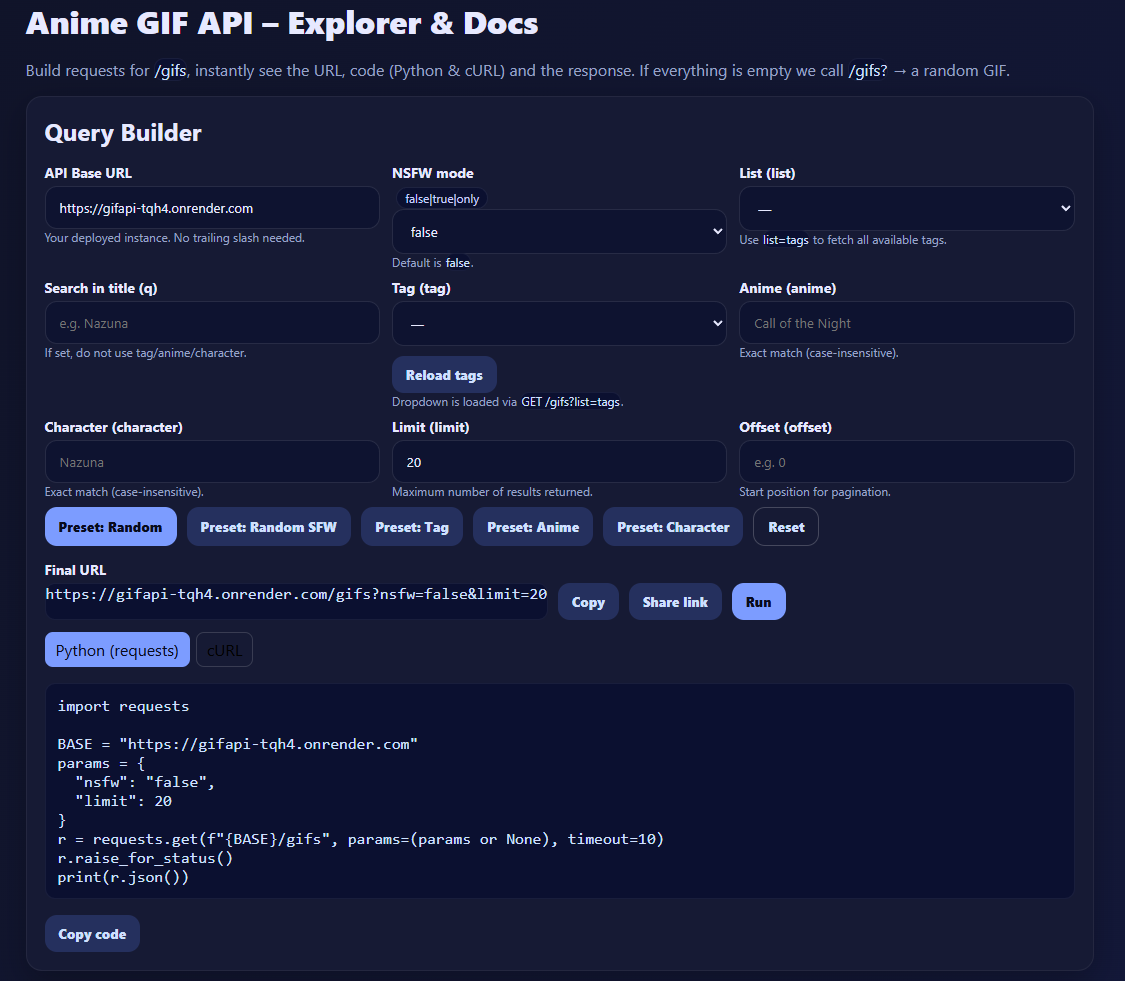 Anime GIF API – Explorer & Docs
Build requests for /gifs, instantly see the URL, code (Python & cURL) and the response. If everything is empty we call /gifs? → a random GIF.
Query Builder
API Base URL
https://gifapi-tqh4.onrender.com
Your deployed instance. No trailing slash needed.
NSFW mode
false|true|only
false
Default is false.
List (list)
—
Use list=tags to fetch all available tags.
Search in title (q)
e.g. Nazuna
If set, do not use tag/anime/character.
Tag (tag)
—
Reload tags
Dropdown is loaded via GET /gifs?list=tags.
Anime (anime)
Call of the Night
Exact match (case-insensitive).
Character (character)
Nazuna
Exact match (case-insensitive).
Limit (limit)
20
Maximum number of results returned.
Offset (offset)
e.g. 0
Start position for pagination.
Preset: Random
Preset: Random SFW
Preset: Tag
Preset: Anime
Preset: Character
Reset
Final URL
https://gifapi-tqh4.onrender.com/gifs?nsfw=false&limit=20
Copy
Share link
Run
Python (requests)
cURL
import requests
BASE = "https://gifapi-tqh4.onrender.com"
params = {
  "nsfw": "false",
  "limit": 20
}
r = requests.get(f"{BASE}/gifs", params=(params or None), timeout=10)
r.raise_for_status()
print(r.json())
Copy code